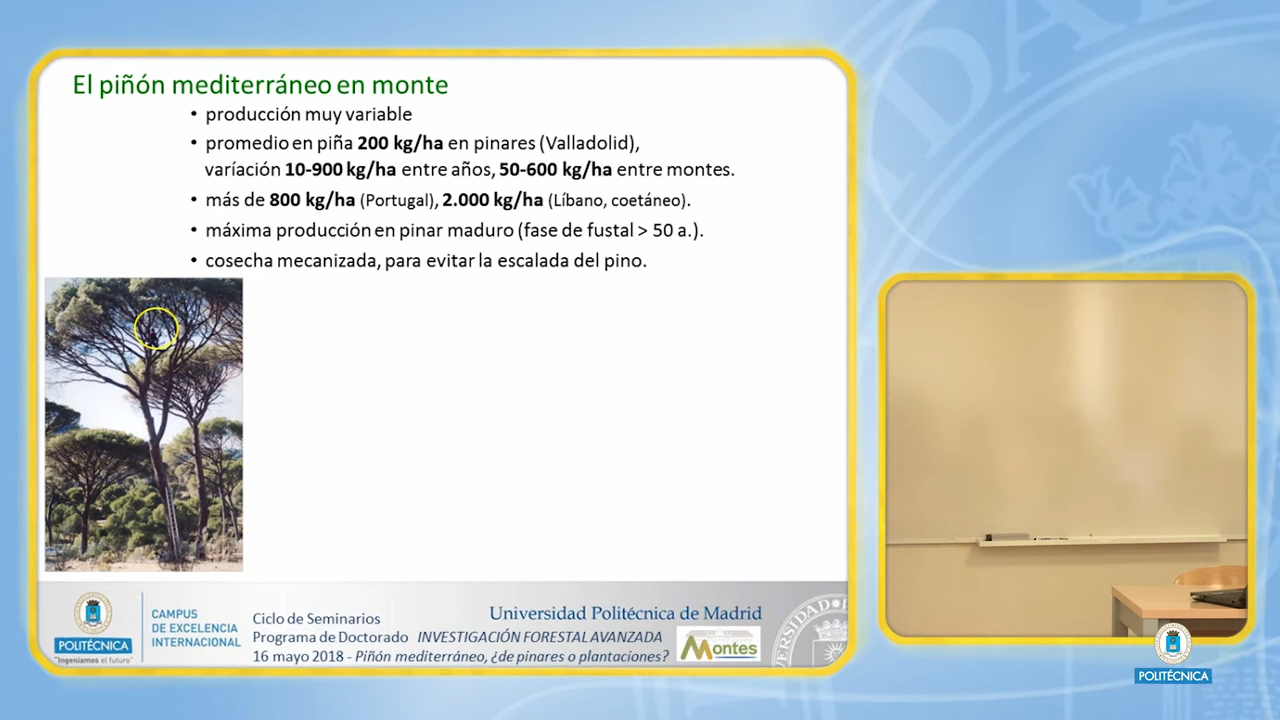 El piñón mediterráneo en monte
• producción muy variable
• promedio en piña 200 kg/ha en pinares (Valladolid),
varíación 10-900 kg/ha entre años, 50-600 kg/ha entre montes.
• más de 800 kg/ha (Portugal), 2.000 kg/ha (Líbano, coetáneo).
• máxima producción en pinar maduro (fase de fustal > 50 a.).
• cosecha mecanizada, para evitar la escalada del pino.
POLITÉCNICA
"Ingeniamos el futuro"
CAMPUS
DE EXCELENCIA
INTERNACIONAL
Ciclo de Seminarios
Universidad Politécnica de Madrid
Programa de Doctorado INVESTIGACIÓN FORESTAL AVANZADA
16 mayo 2018 - Piñón mediterráneo, ¿de pinares o plantaciones?
Montes
POLITÉCNICA